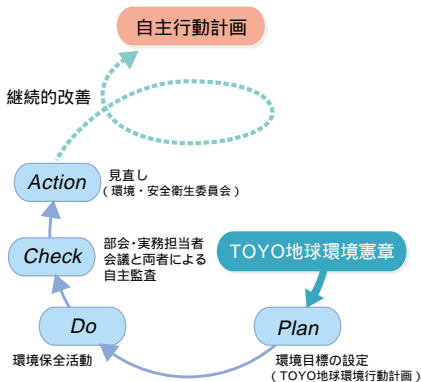 自主行動計画
継続的改善
Action
見直し
（環境・安全衛生委員会）
Check
部会・実務担当者
会議と両者による
自主監査
TOYO地球環境憲章
Do
環境保全活動
Plan
環境目標の設定
（TOYO地球環境行動計画）